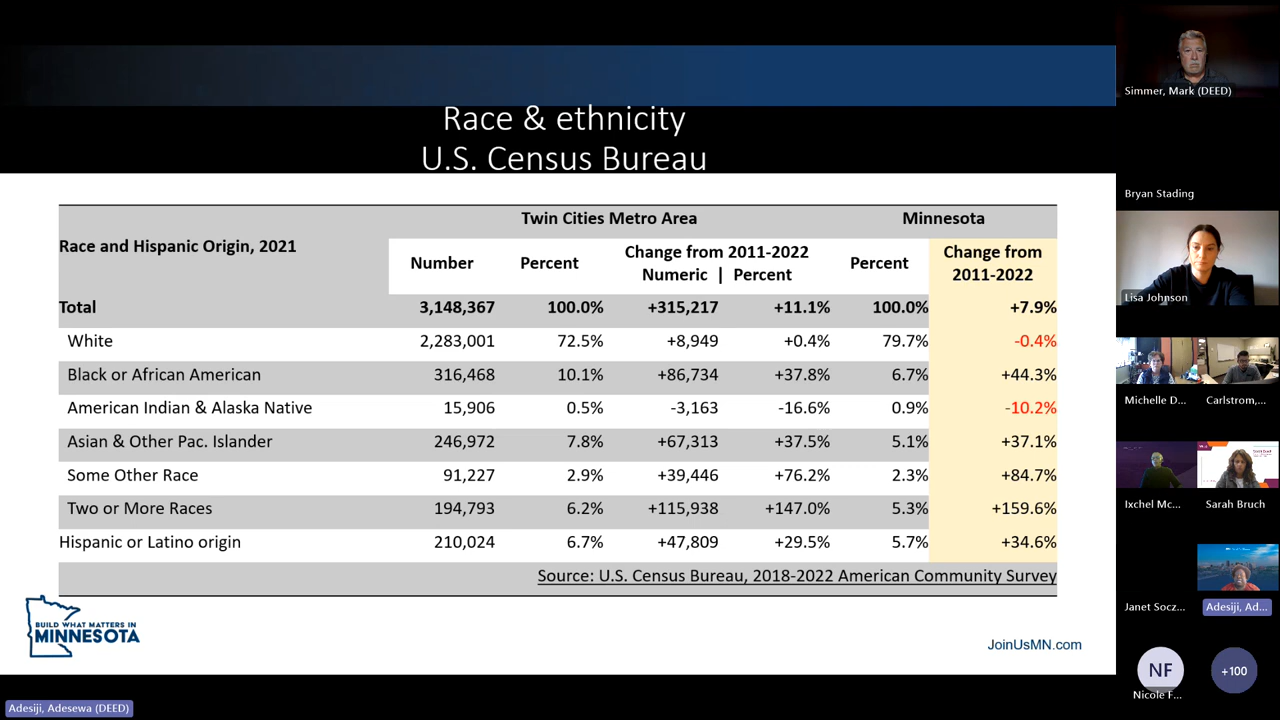 Race & ethnicity
U.S. Census Bureau
Race and Hispanic Origin, 2021
Twin Cities Metro Area
Minnesota
Number
Percent
Change from 2011-2022
Numeric | Percent
Percent
Change from
2011-2022
Total 3,148,367 100.0% +315,217 +11.1% 100.0% +7.9%
White 2,283,001 72.5% +8,949 +0.4% 79.7% -0.4%
Black or African American 316,468 10.1% +86,734 +37.8% 6.7% +44.3%
American Indian & Alaska Native 15,906 0.5% -3,163 -16.6% 0.9% -10.2%
Asian & Other Pac. Islander 246,972 7.8% +67,313 +37.5% 5.1% +37.1%
Some Other Race 91,227 2.9% +39,446 +76.2% 2.3% +84.7%
Two or More Races 194,793 6.2% +115,938 +147.0% 5.3% +159.6%
Hispanic or Latino origin 210,024 6.7% +47,809 +29.5% 5.7% +34.6%
Source: U.S. Census Bureau, 2018-2022 American Community Survey
BUILD WHAT MATTERS IN
MINNESOTA
JoinUsMN.com
Adesiji, Adesewa (DEED)
Simmer, Mark (DEED)
Bryan Stading
Lisa Johnson
Michelle D... Carlstrom,...
Ixchel Mc... Sarah Bruch
Janet Socz... Adesiji, Ad...
NF +100
Nicole F...